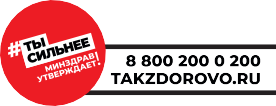 #ТЫ
СИЛЬНЕЕ
МИНЗДРАВ
УТВЕРЖДАЕТ!
8 800 200 0 200
TAKZDOROVO.RU